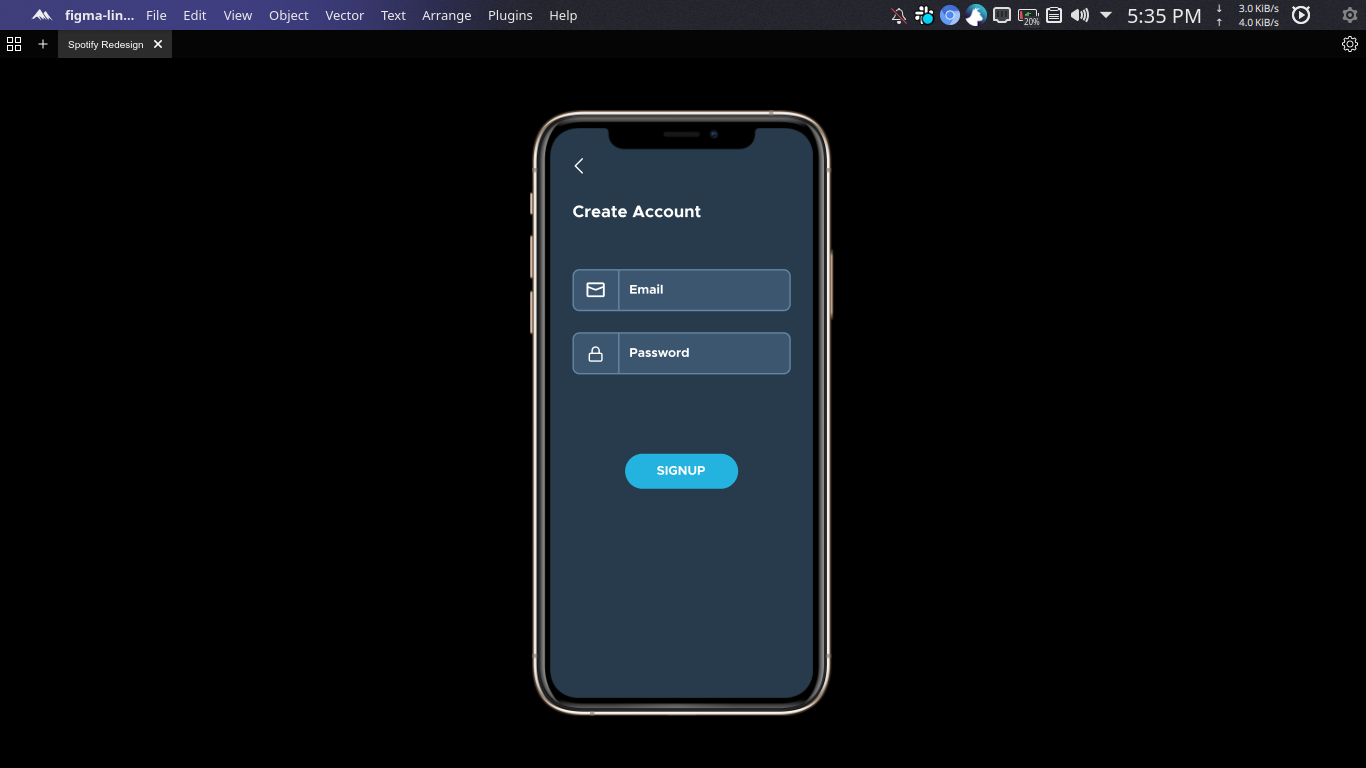 figma-lin... File Edit View Object Vector Text Arrange Plugins Help 20% 5:35 PM ↓ 3.0 KiB/s
↑ 4.0 KiB/s
Spotify Redesign
Create Account
Email
Password
SIGNUP